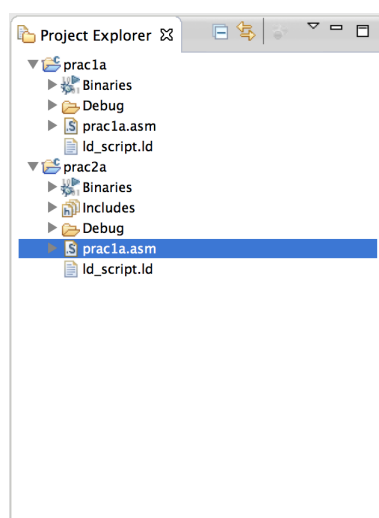 Project Explorer
prac1a
Binaries
Debug
prac1a.asm
ld_script.ld
prac2a
Binaries
Includes
Debug
prac1a.asm
ld_script.ld